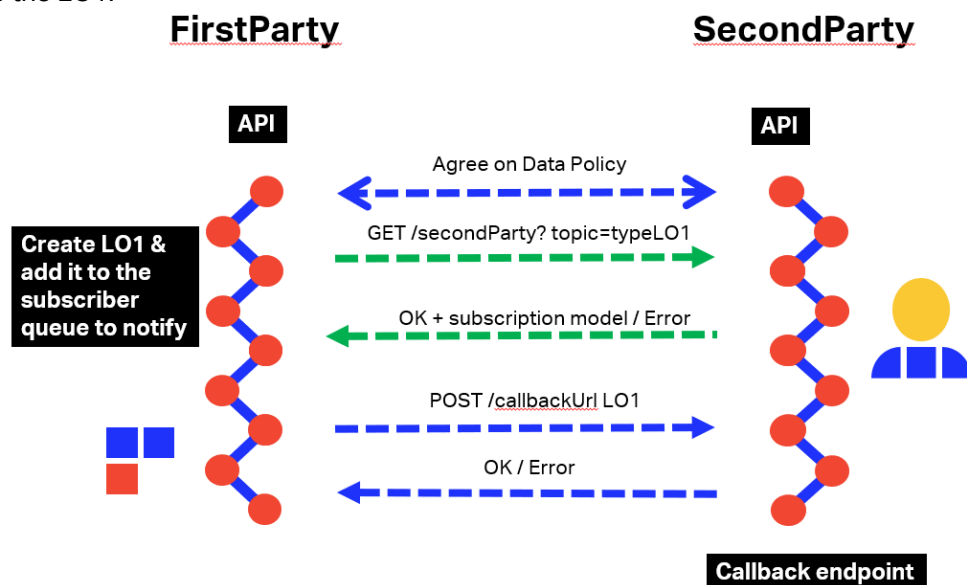 FirstParty
SecondParty
API
API
Agree on Data Policy
GET /secondParty? topic=typeLO1
Create LO1 &
add it to the
subscriber
queue to notify
OK + subscription model / Error
POST /callbackUrl LO1
OK / Error
Callback endpoint